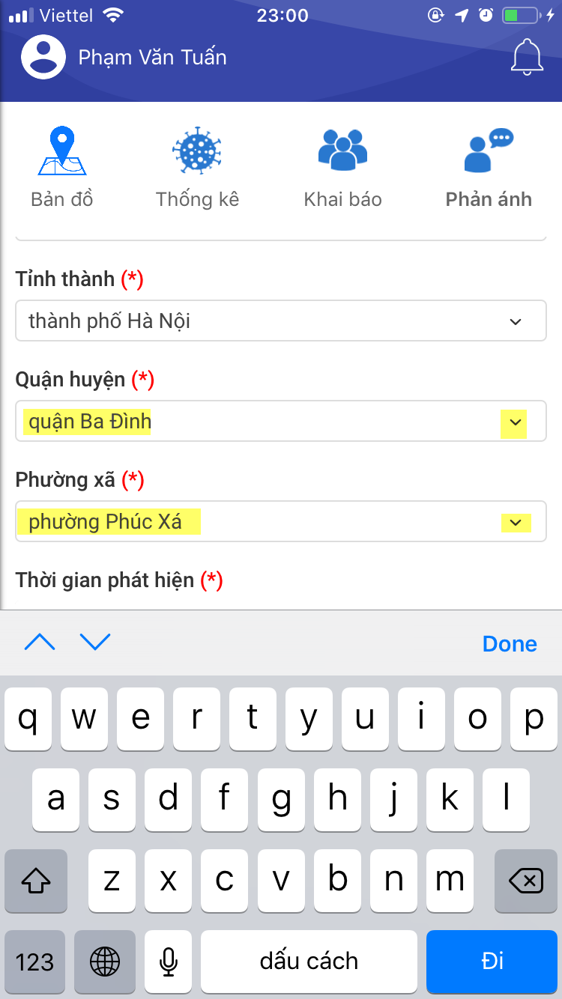 Viettel 23:00
Phạm Văn Tuấn
Bản đồ Thống kê Khai báo Phản ánh
Tỉnh thành (*)
thành phố Hà Nội
Quận huyện (*)
quận Ba Đình
Phường xã (*)
phường Phúc Xá
Thời gian phát hiện (*)
Done
q w e r t y u i o p
a s d f g h j k l
z x c v b n m
123 dấu cách Đi